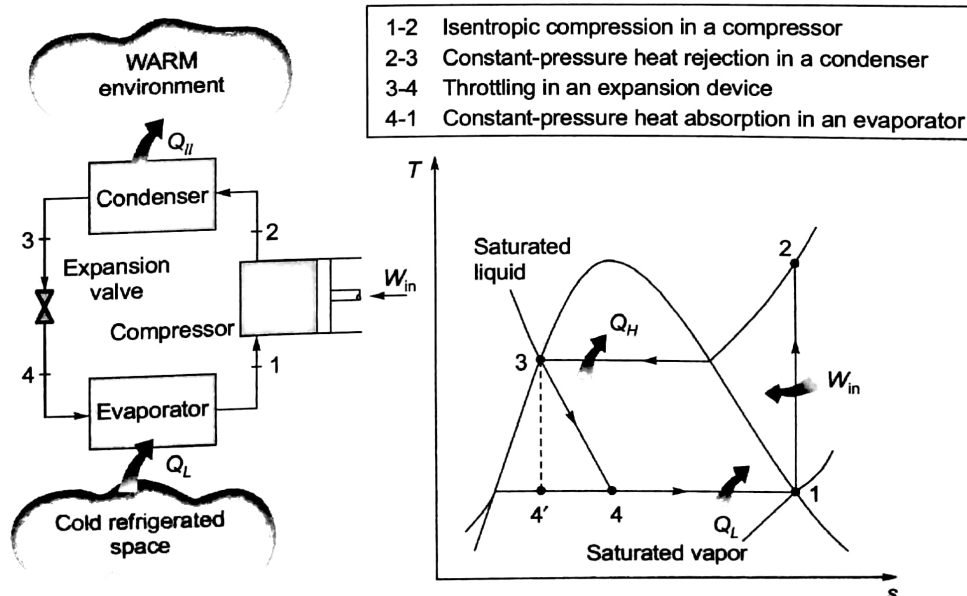 1-2 Isentropic compression in a compressor
2-3 Constant-pressure heat rejection in a condenser
3-4 Throttling in an expansion device
4-1 Constant-pressure heat absorption in an evaporator
WARM
environment
Q_H
Condenser
3
2
Expansion
valve
W_in
Compressor
4
1
Evaporator
Q_L
Cold refrigerated
space
T
Saturated
liquid
2
Q_H
3
W_in
4'
4
Q_L
1
Saturated vapor
s